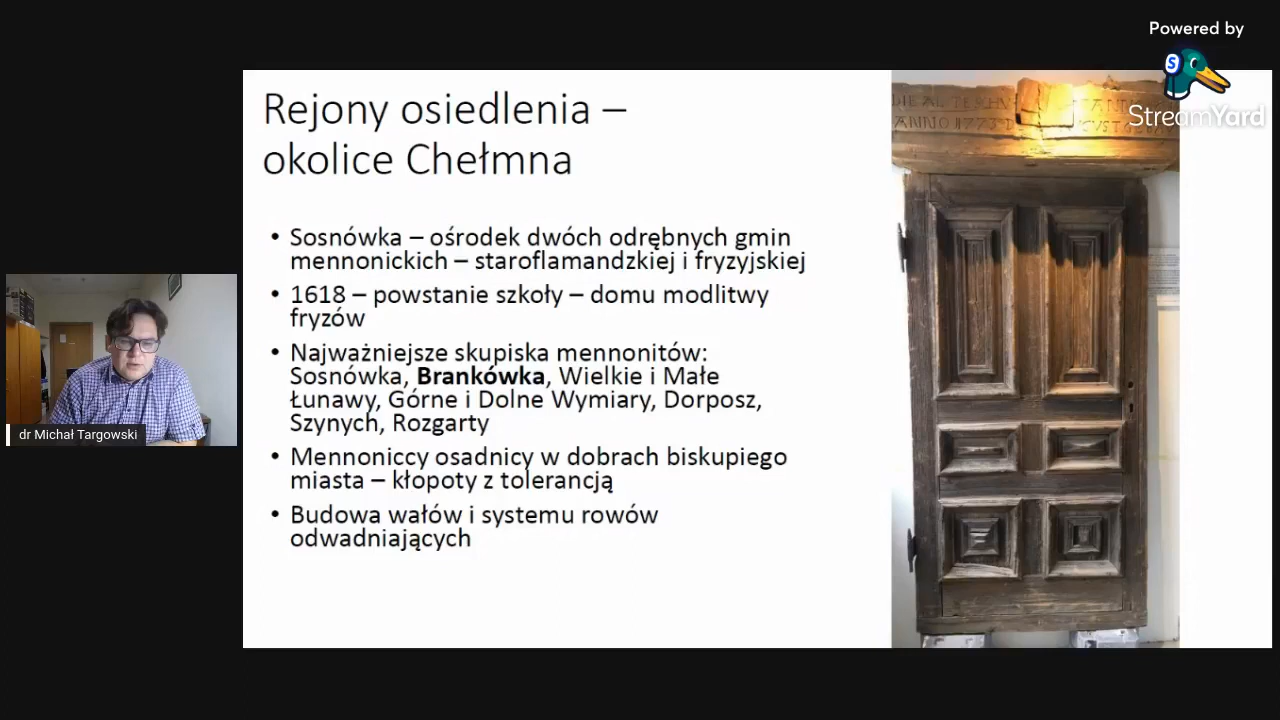 Powered by
StreamYard
Rejony osiedlenia –
okolice Chełmna
• Sosnówka – ośrodek dwóch odrębnych gmin
mennonickich – staroflamandzkiej i fryzyjskiej
• 1618 – powstanie szkoły – domu modlitwy
fryzów
• Najważniejsze skupiska mennonitów:
Sosnówka, Brankówka, Wielkie i Małe
Łunawy, Górne i Dolne Wymiary, Dorposz,
Szynych, Rozgarty
• Mennoniccy osadnicy w dobrach biskupiego
miasta – kłopoty z tolerancją
• Budowa wałów i systemu rowów
odwadniających
ANNO 1773
dr Michał Targowski